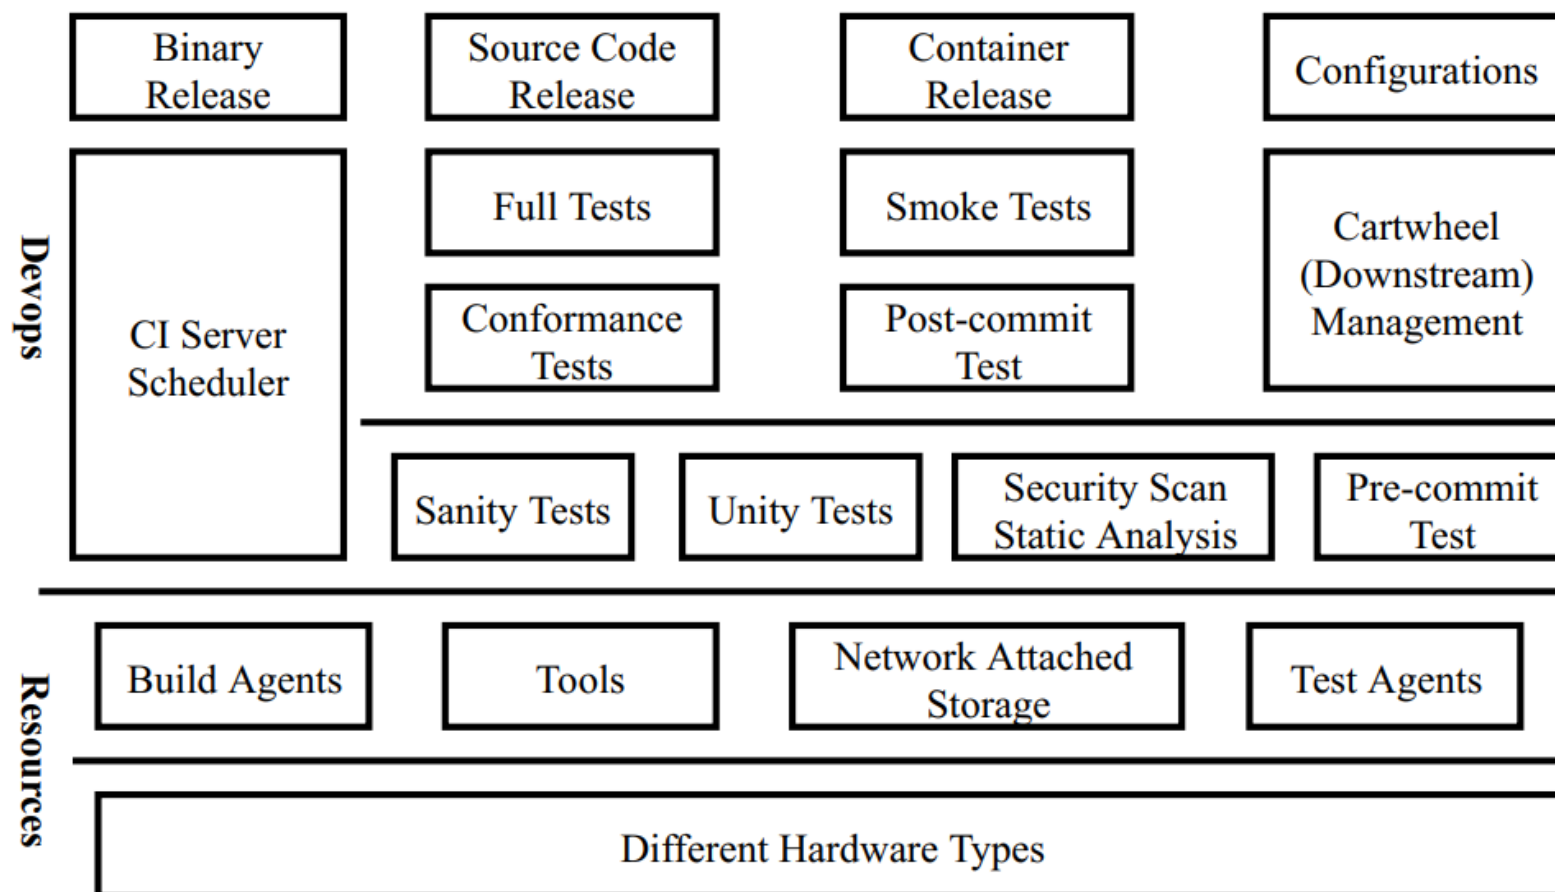 Binary
Release
Source Code
Release
Container
Release
Configurations
Devops
CI Server
Scheduler
Full Tests
Smoke Tests
Cartwheel
(Downstream)
Management
Conformance
Tests
Post-commit
Test
Sanity Tests
Unity Tests
Security Scan
Static Analysis
Pre-commit
Test
Resources
Build Agents
Tools
Network Attached
Storage
Test Agents
Different Hardware Types